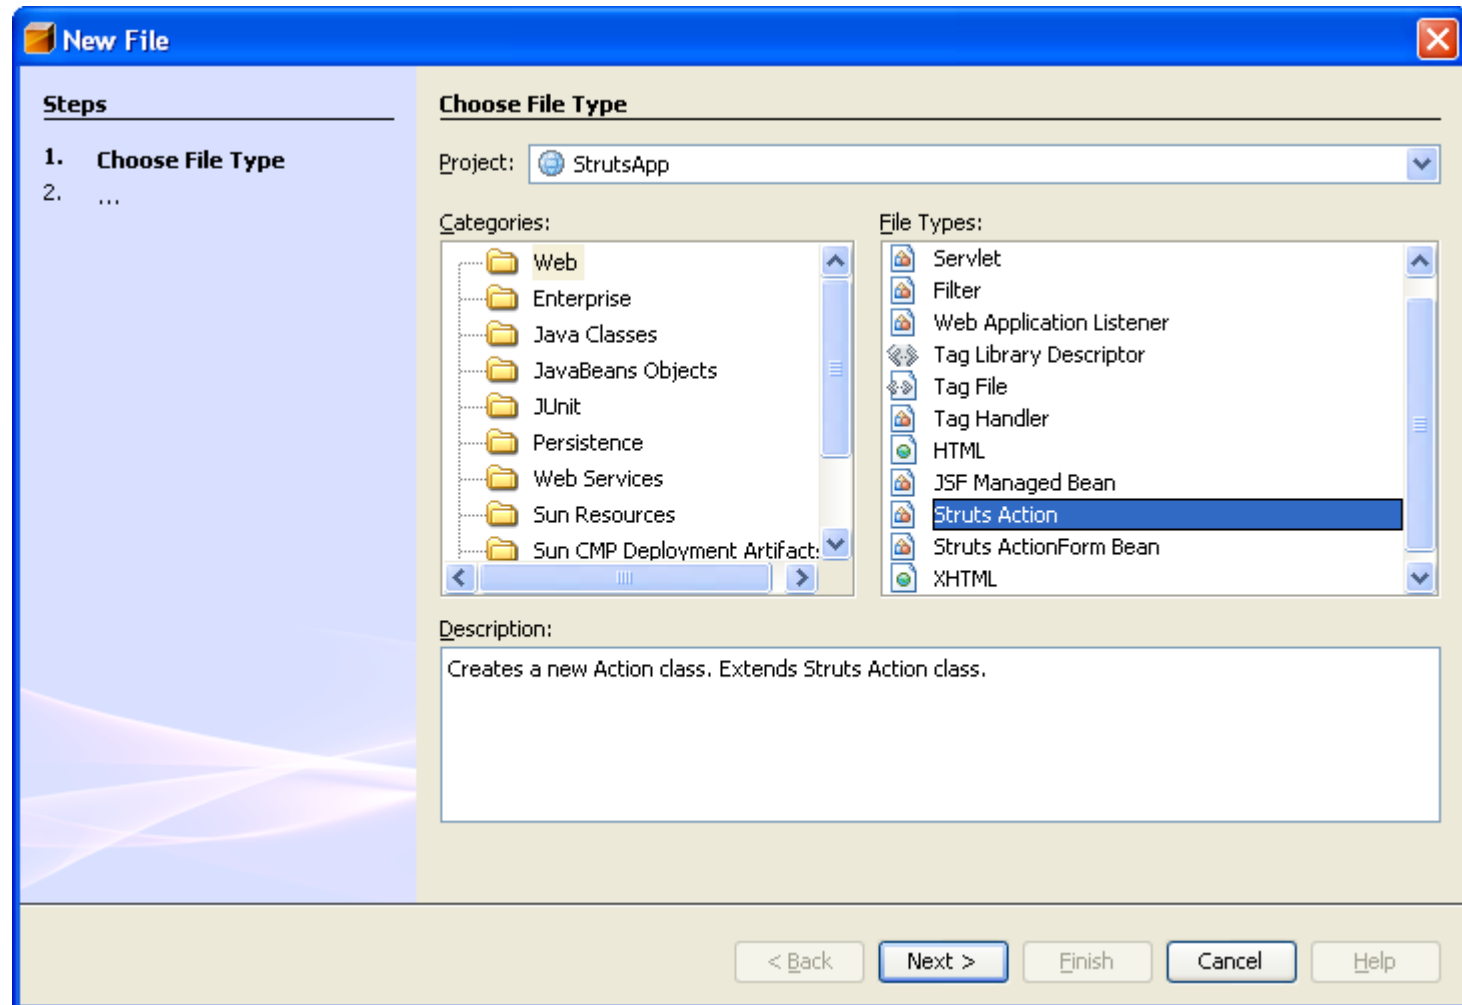 New File
Steps
1. Choose File Type
2. ...
Choose File Type
Project: StrutsApp
Categories:
Web
Enterprise
Java Classes
JavaBeans Objects
JUnit
Persistence
Web Services
Sun Resources
Sun CMP Deployment Artifact
File Types:
Servlet
Filter
Web Application Listener
Tag Library Descriptor
Tag File
Tag Handler
HTML
JSF Managed Bean
Struts Action
Struts ActionForm Bean
XHTML
Description:
Creates a new Action class. Extends Struts Action class.
< Back
Next >
Finish
Cancel
Help